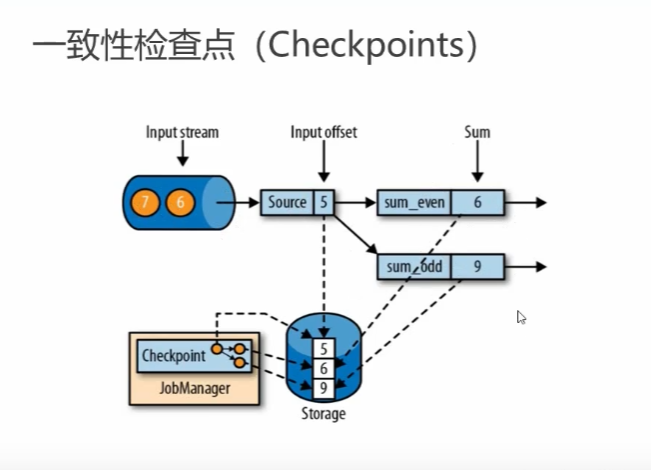 一致性检查点（Checkpoints）
Input stream
Input offset
Sum
7 6
Source 5
sum_even 6
sum_odd 9
Checkpoint
JobManager
5
6
9
Storage